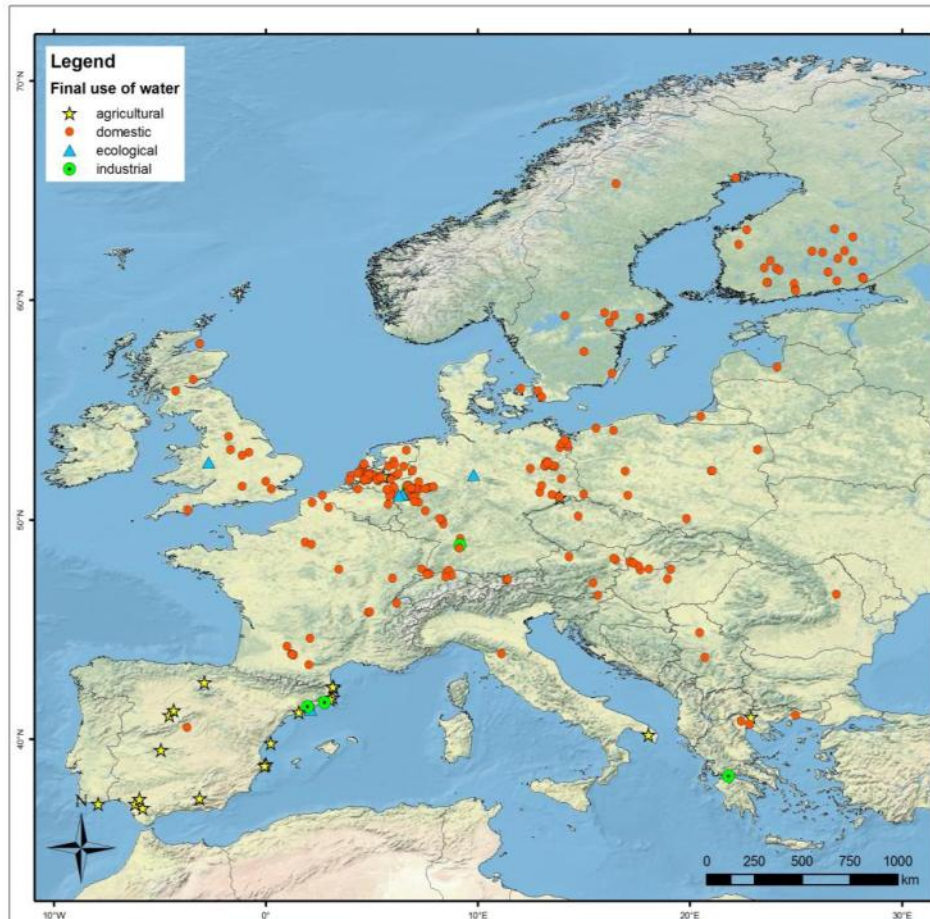 Legend
Final use of water
agricultural
domestic
ecological
industrial
70°N
60°N
50°N
40°N
N
0 250 500 750 1000
km
10°W 0° 10°E 20°E 30°E